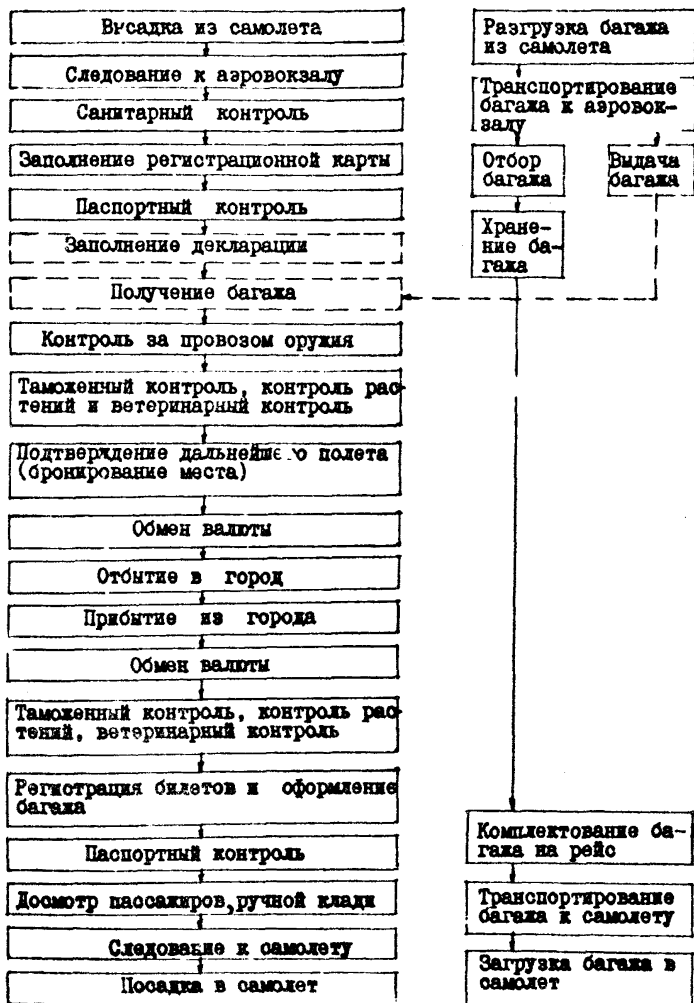 Высадка из самолета
Следование к аэровокзалу
Санитарный контроль
Заполнение регистрационной карты
Паспортный контроль
Заполнение декларации
Получение багажа
Контроль за провозом оружия
Таможенный контроль, контроль рас-
тений и ветеринарный контроль
Подтверждение дальнейшего полета
(бронирование места)
Обмен валюты
Отбытие в город
Прибытие из города
Обмен валюты
Таможенный контроль, контроль рас-
тений, ветеринарный контроль
Регистрация билетов и оформление
багажа
Паспортный контроль
Досмотр пассажиров, ручной клади
Следование к самолету
Посадка в самолет
Разгрузка багажа
из самолета
Транспортирование
багажа к аэровок-
залу
Отбор
багажа
Выдача
багажа
Хране-
ние ба-
гажа
Комплектование ба-
гажа на рейс
Транспортирование
багажа к самолету
Загрузка багажа в
самолет